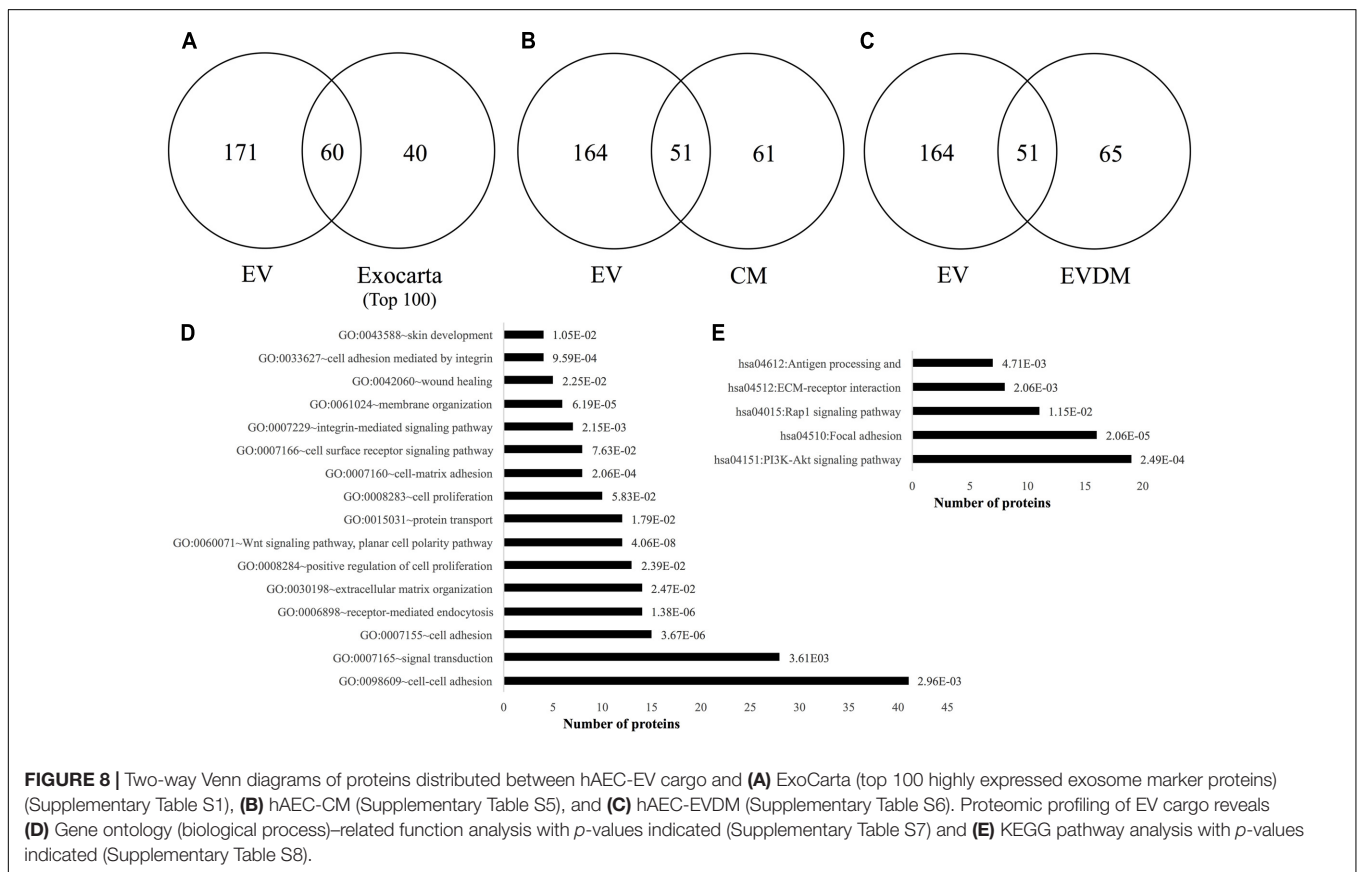 A
B
C
171
60
40
164
51
61
164
51
65
EV
Exocarta
(Top 100)
EV
CM
EV
EVDM
D
GO:0043588~skin development
1.05E-02
GO:0033627~cell adhesion mediated by integrin
9.59E-04
GO:0042060~wound healing
2.25E-02
GO:0061024~membrane organization
6.19E-05
GO:0007229~integrin-mediated signaling pathway
2.15E-03
GO:0007166~cell surface receptor signaling pathway
7.63E-02
GO:0007160~cell-matrix adhesion
2.06E-04
GO:0008283~cell proliferation
5.83E-02
GO:0015031~protein transport
1.79E-02
GO:0060071~Wnt signaling pathway, planar cell polarity pathway
4.06E-08
GO:0008284~positive regulation of cell proliferation
2.39E-02
GO:0030198~extracellular matrix organization
2.47E-02
GO:0006898~receptor-mediated endocytosis
1.38E-06
GO:0007155~cell adhesion
3.67E-06
GO:0007165~signal transduction
3.61E03
GO:0098609~cell-cell adhesion
2.96E-03
0 5 10 15 20 25 30 35 40 45
Number of proteins
E
hsa04612:Antigen processing and
4.71E-03
hsa04512:ECM-receptor interaction
2.06E-03
hsa04015:Rap1 signaling pathway
1.15E-02
hsa04510:Focal adhesion
2.06E-05
hsa04151:PI3K-Akt signaling pathway
2.49E-04
0 5 10 15 20
Number of proteins
FIGURE 8 | Two-way Venn diagrams of proteins distributed between hAEC-EV cargo and (A) ExoCarta (top 100 highly expressed exosome marker proteins)
(Supplementary Table S1), (B) hAEC-CM (Supplementary Table S5), and (C) hAEC-EVDM (Supplementary Table S6). Proteomic profiling of EV cargo reveals
(D) Gene ontology (biological process)–related function analysis with p-values indicated (Supplementary Table S7) and (E) KEGG pathway analysis with p-values
indicated (Supplementary Table S8).